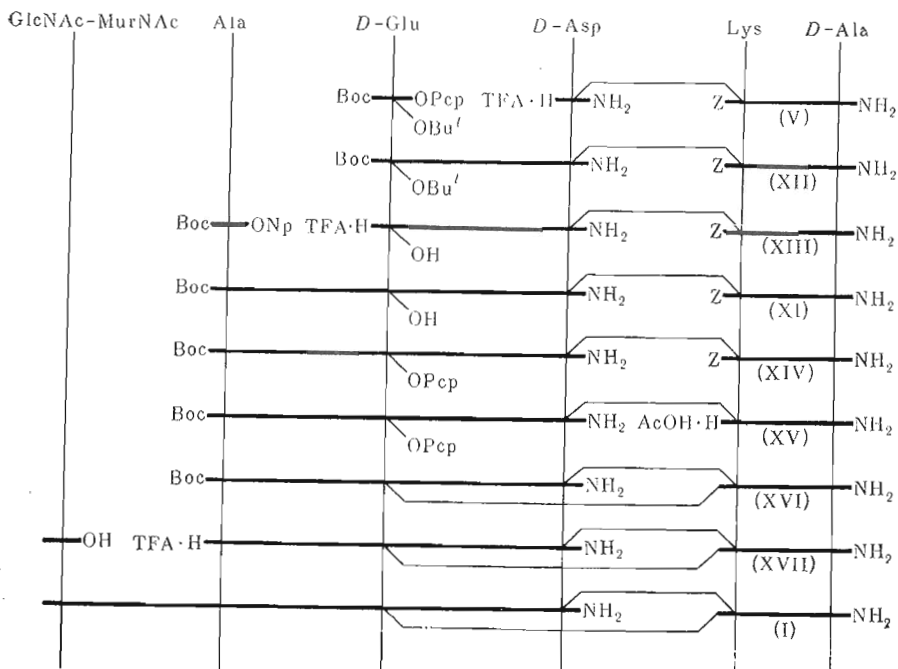 GlcNAc-MurNAc Ala D-Glu D-Asp Lys D-Ala
Boc OPcp TFA·H NH2 Z NH2
OBuᵗ (V)
Boc NH2 Z NH2
OBuᵗ (XII)
Boc ONp TFA·H NH2 Z NH2
OH (XIII)
Boc NH2 Z NH2
OH (XI)
Boc NH2 Z NH2
OPcp (XIV)
Boc NH2 AcOH·H NH2
OPcp (XV)
Boc NH2 NH2
(XVI)
OH TFA·H NH2 NH2
(XVII)
NH2 NH2
(I)